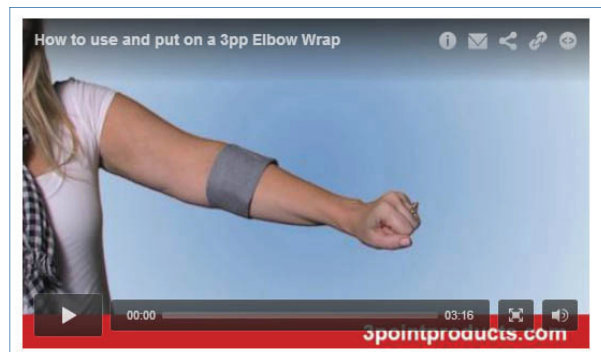 How to use and put on a 3pp Elbow Wrap
00:00
03:16
3pointproducts.com